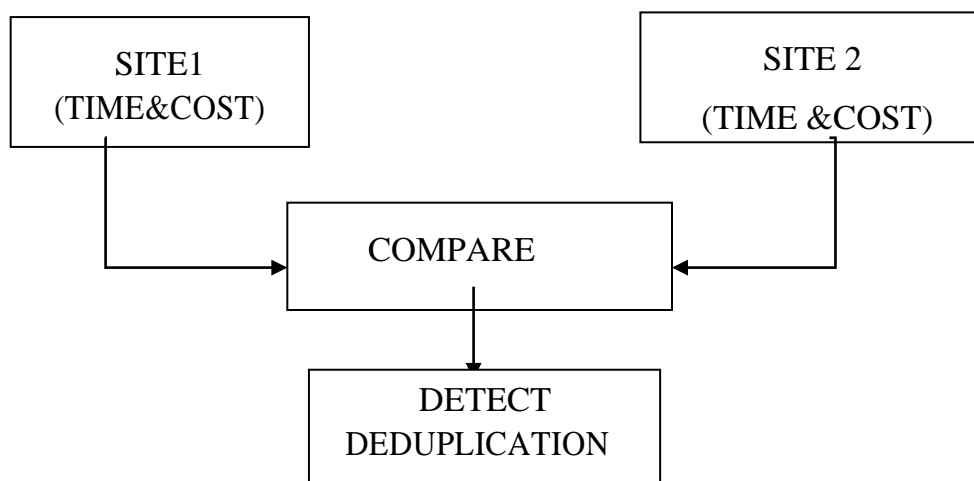 SITE1
(TIME&COST)
SITE 2
(TIME &COST)
COMPARE
DETECT
DEDUPLICATION